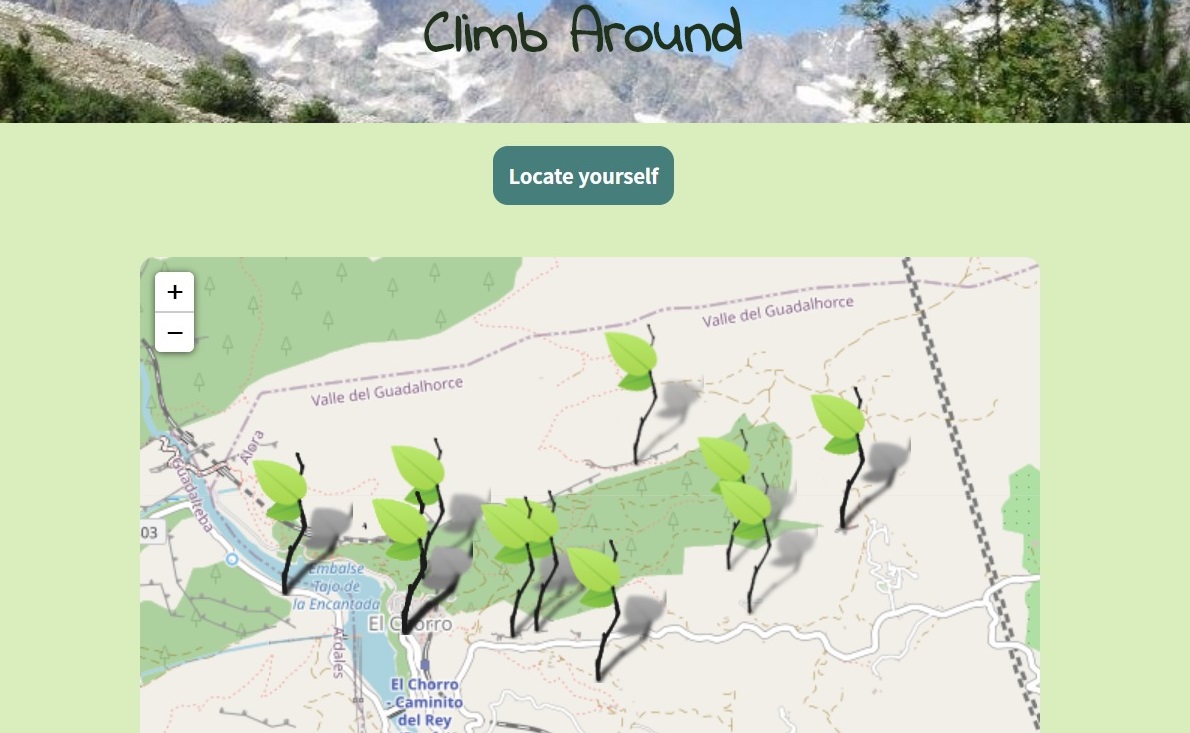 Climb Around
Locate yourself
+
−
Valle del Guadalhorce
Valle del Guadalhorce
Álora
Guadalteba
03
Embalse
Tajo de
la Encantada
El Chorro
Ardales
El Chorro
- Caminito
del Rey